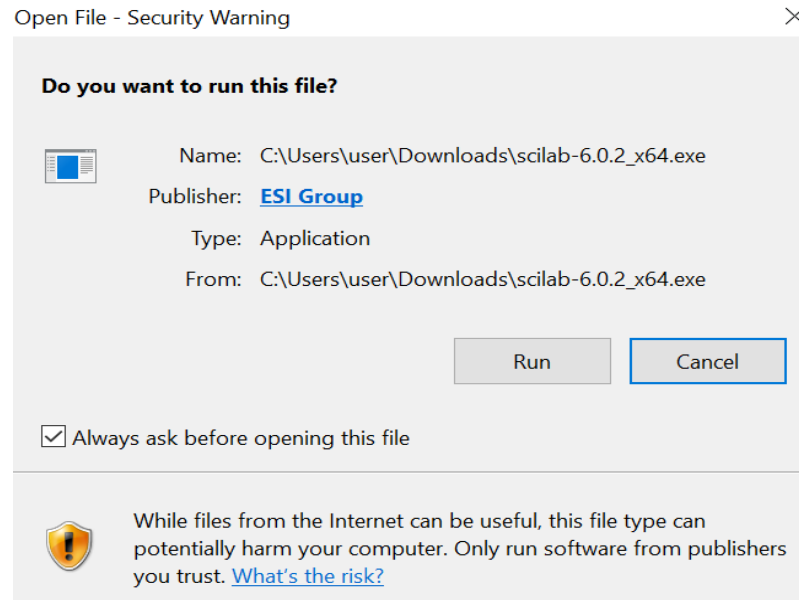 Open File - Security Warning
Do you want to run this file?
Name: C:\Users\user\Downloads\scilab-6.0.2_x64.exe
Publisher: ESI Group
Type: Application
From: C:\Users\user\Downloads\scilab-6.0.2_x64.exe
Run Cancel
Always ask before opening this file
While files from the Internet can be useful, this file type can
potentially harm your computer. Only run software from publishers
you trust. What's the risk?